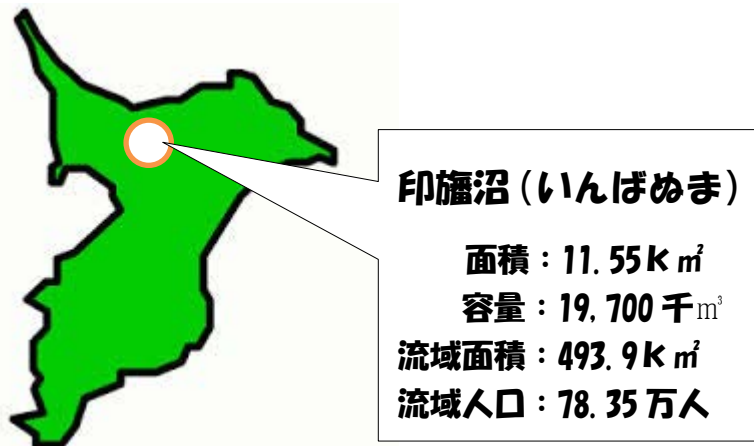 印旛沼(いんばぬま)
面積:11.55K㎡
容量:19,700千㎥
流域面積:493.9K㎡
流域人口:78.35万人